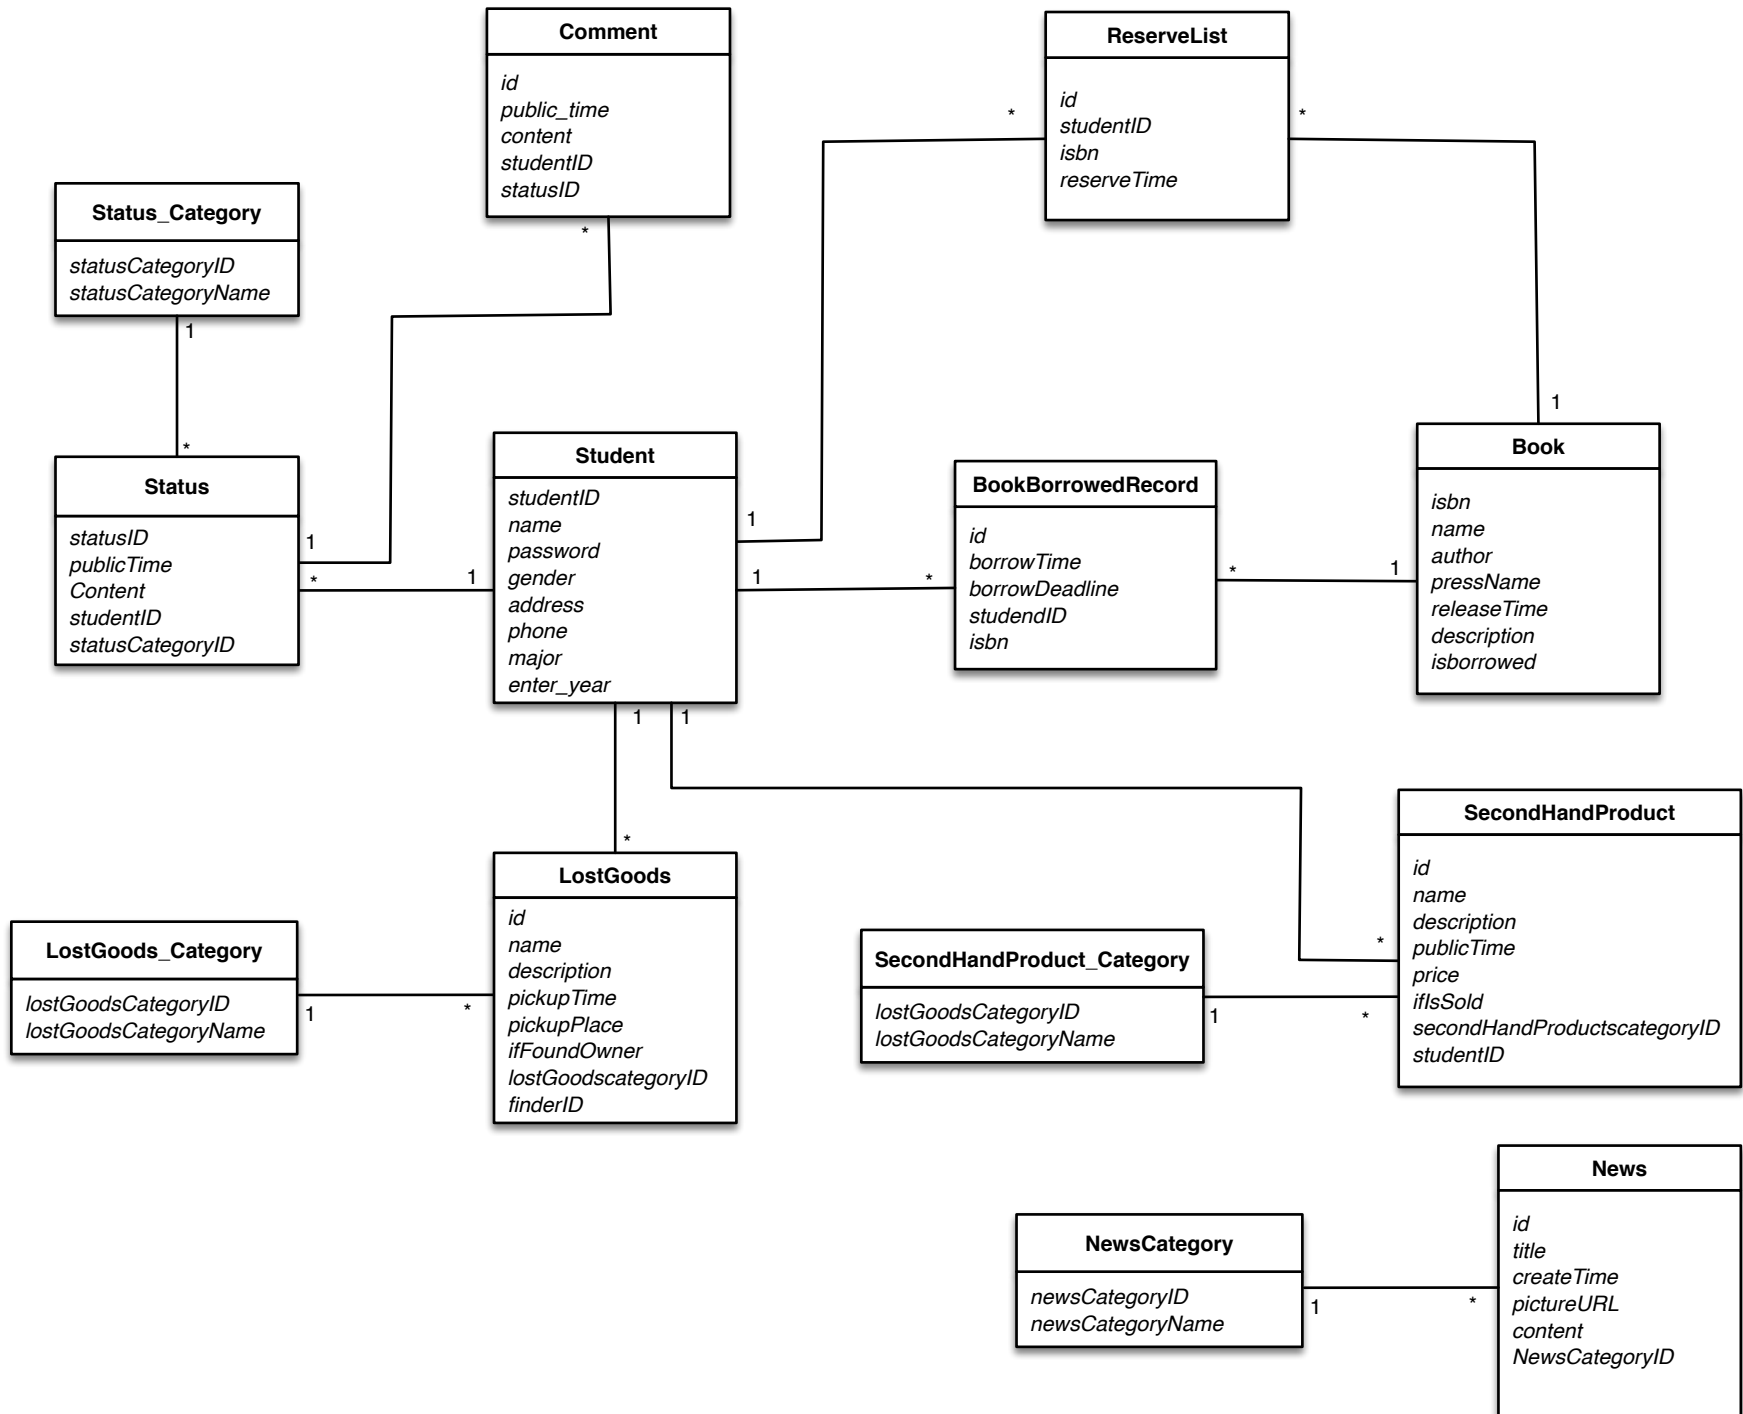 Comment
id
public_time
content
studentID
statusID
*
ReserveList
id
studentID
isbn
reserveTime
*
*
Status_Category
statusCategoryID
statusCategoryName
1
*
Status
statusID
publicTime
Content
studentID
statusCategoryID
1
*
1
Student
studentID
name
password
gender
address
phone
major
enter_year
1
1
*
1
1
BookBorrowedRecord
id
borrowTime
borrowDeadline
studendID
isbn
*
1
1
Book
isbn
name
author
pressName
releaseTime
description
isborrowed
*
LostGoods
id
name
description
pickupTime
pickupPlace
ifFoundOwner
lostGoodscategoryID
finderID
LostGoods_Category
lostGoodsCategoryID
lostGoodsCategoryName
1
*
SecondHandProduct_Category
lostGoodsCategoryID
lostGoodsCategoryName
1
*
*
SecondHandProduct
id
name
description
publicTime
price
ifIsSold
secondHandProductscategoryID
studentID
NewsCategory
newsCategoryID
newsCategoryName
1
*
News
id
title
createTime
pictureURL
content
NewsCategoryID